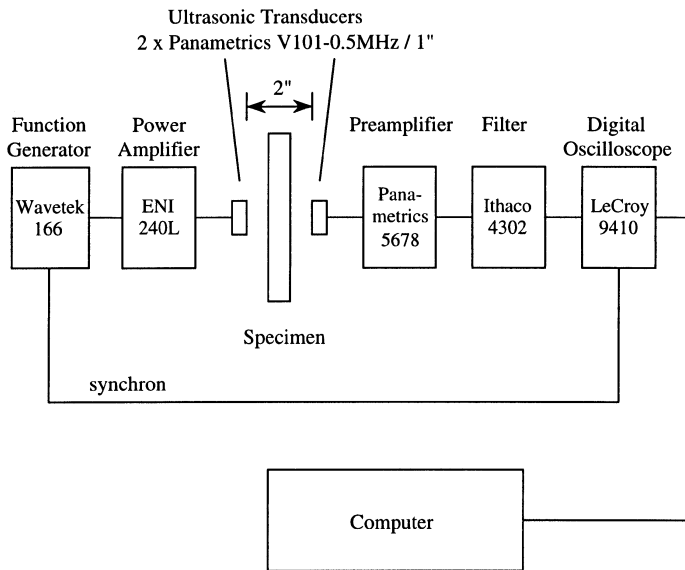 Ultrasonic Transducers
2 x Panametrics V101-0.5MHz / 1"
2"
Function
Generator
Power
Amplifier
Preamplifier
Filter
Digital
Oscilloscope
Wavetek
166
ENI
240L
Pana-
metrics
5678
Ithaco
4302
LeCroy
9410
Specimen
synchron
Computer